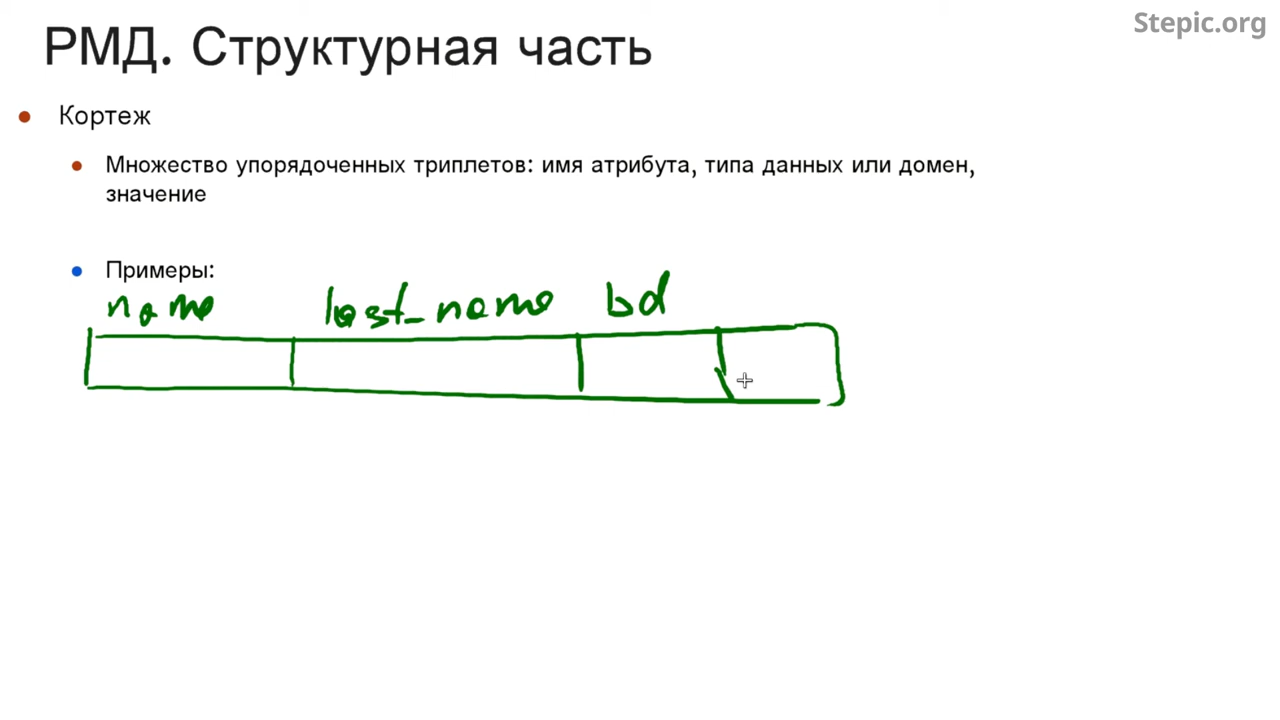 Stepic.org
РМД. Структурная часть
Кортеж
Множество упорядоченных триплетов: имя атрибута, типа данных или домен,
значение
Примеры:
name last_name bd